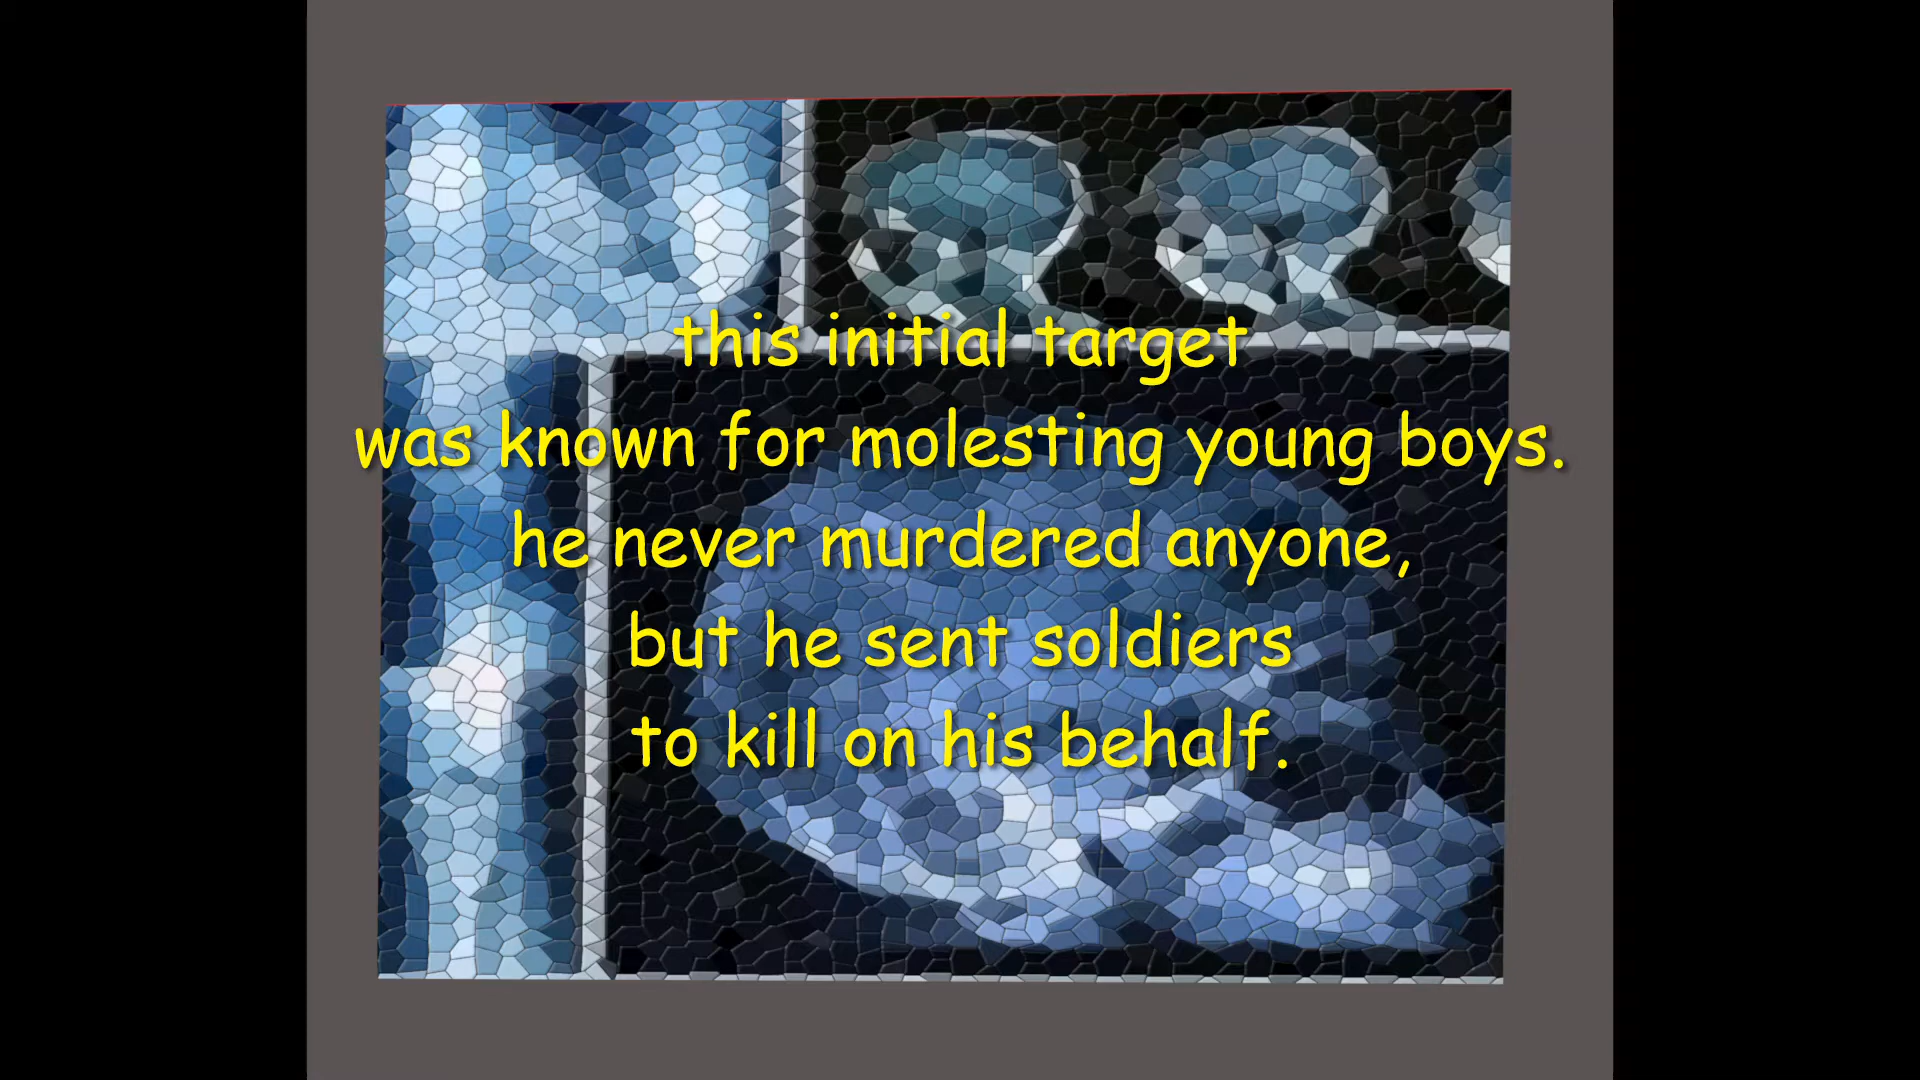 this initial target
was known for molesting young boys.
he never murdered anyone,
but he sent soldiers
to kill on his behalf.